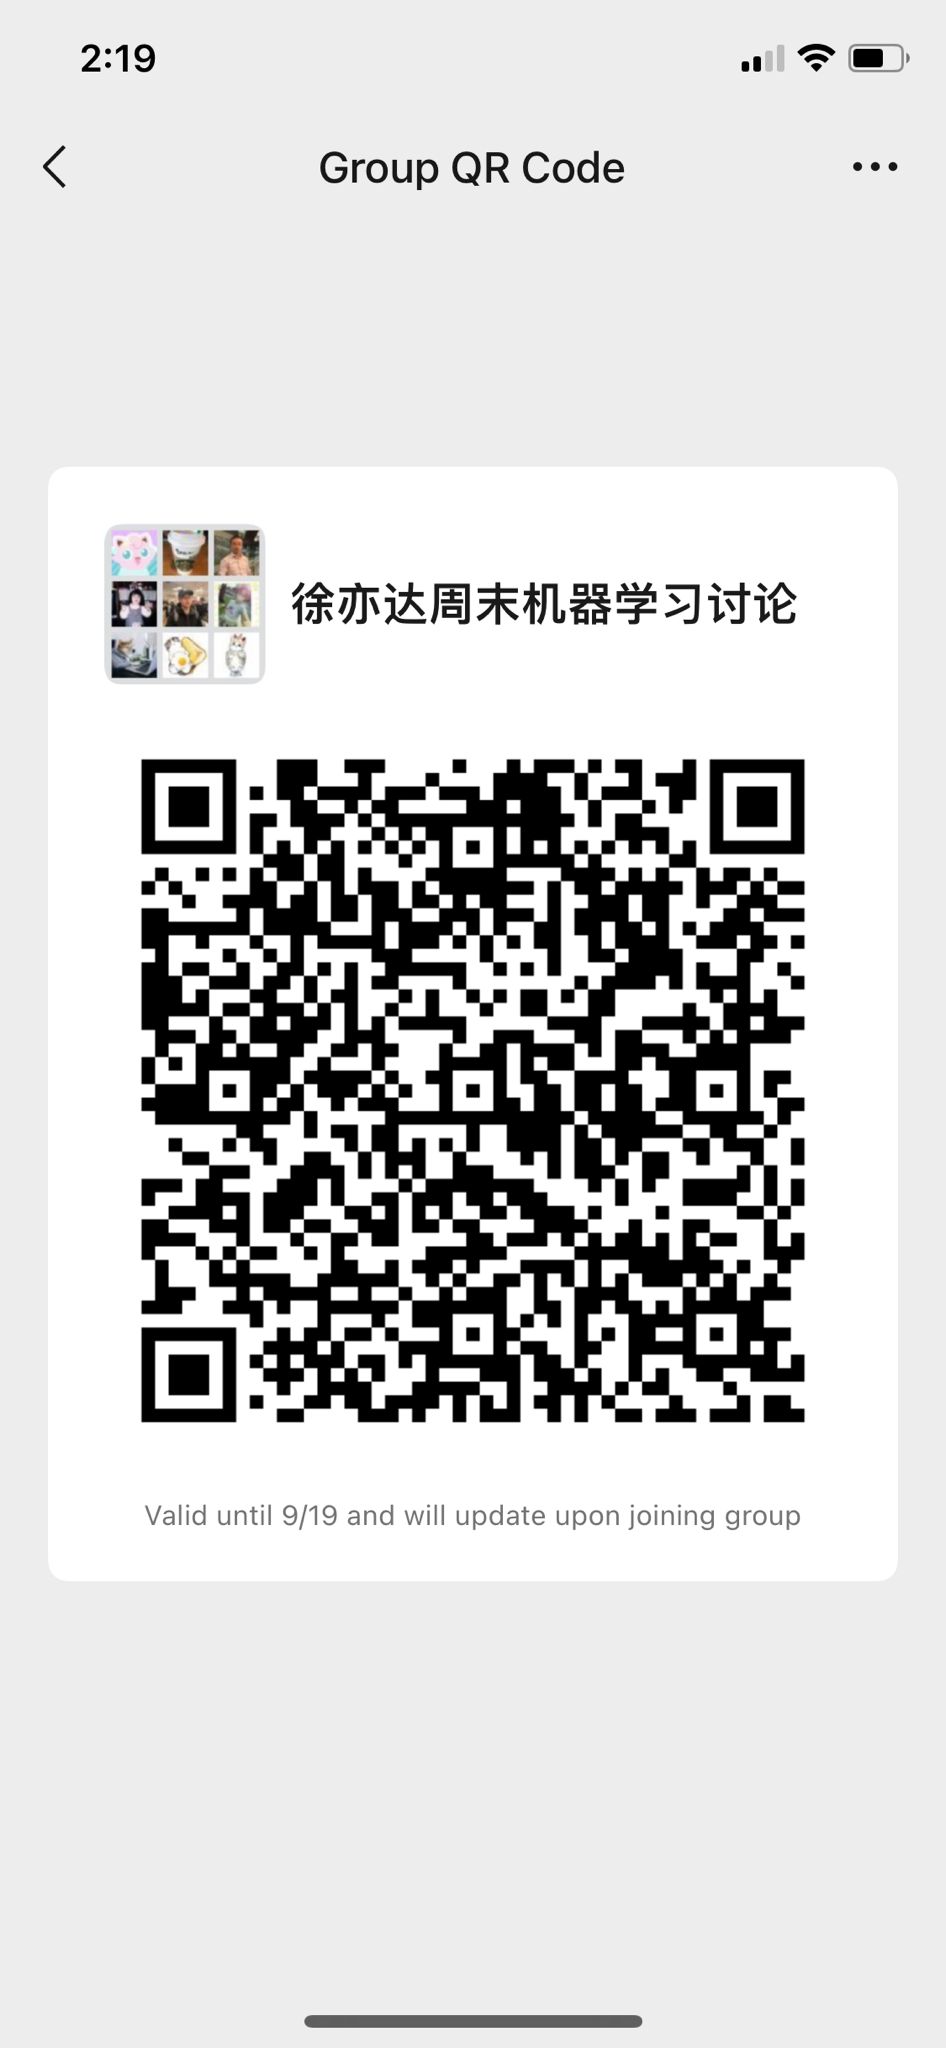 2:19
Group QR Code
徐亦达周末机器学习讨论
Valid until 9/19 and will update upon joining group